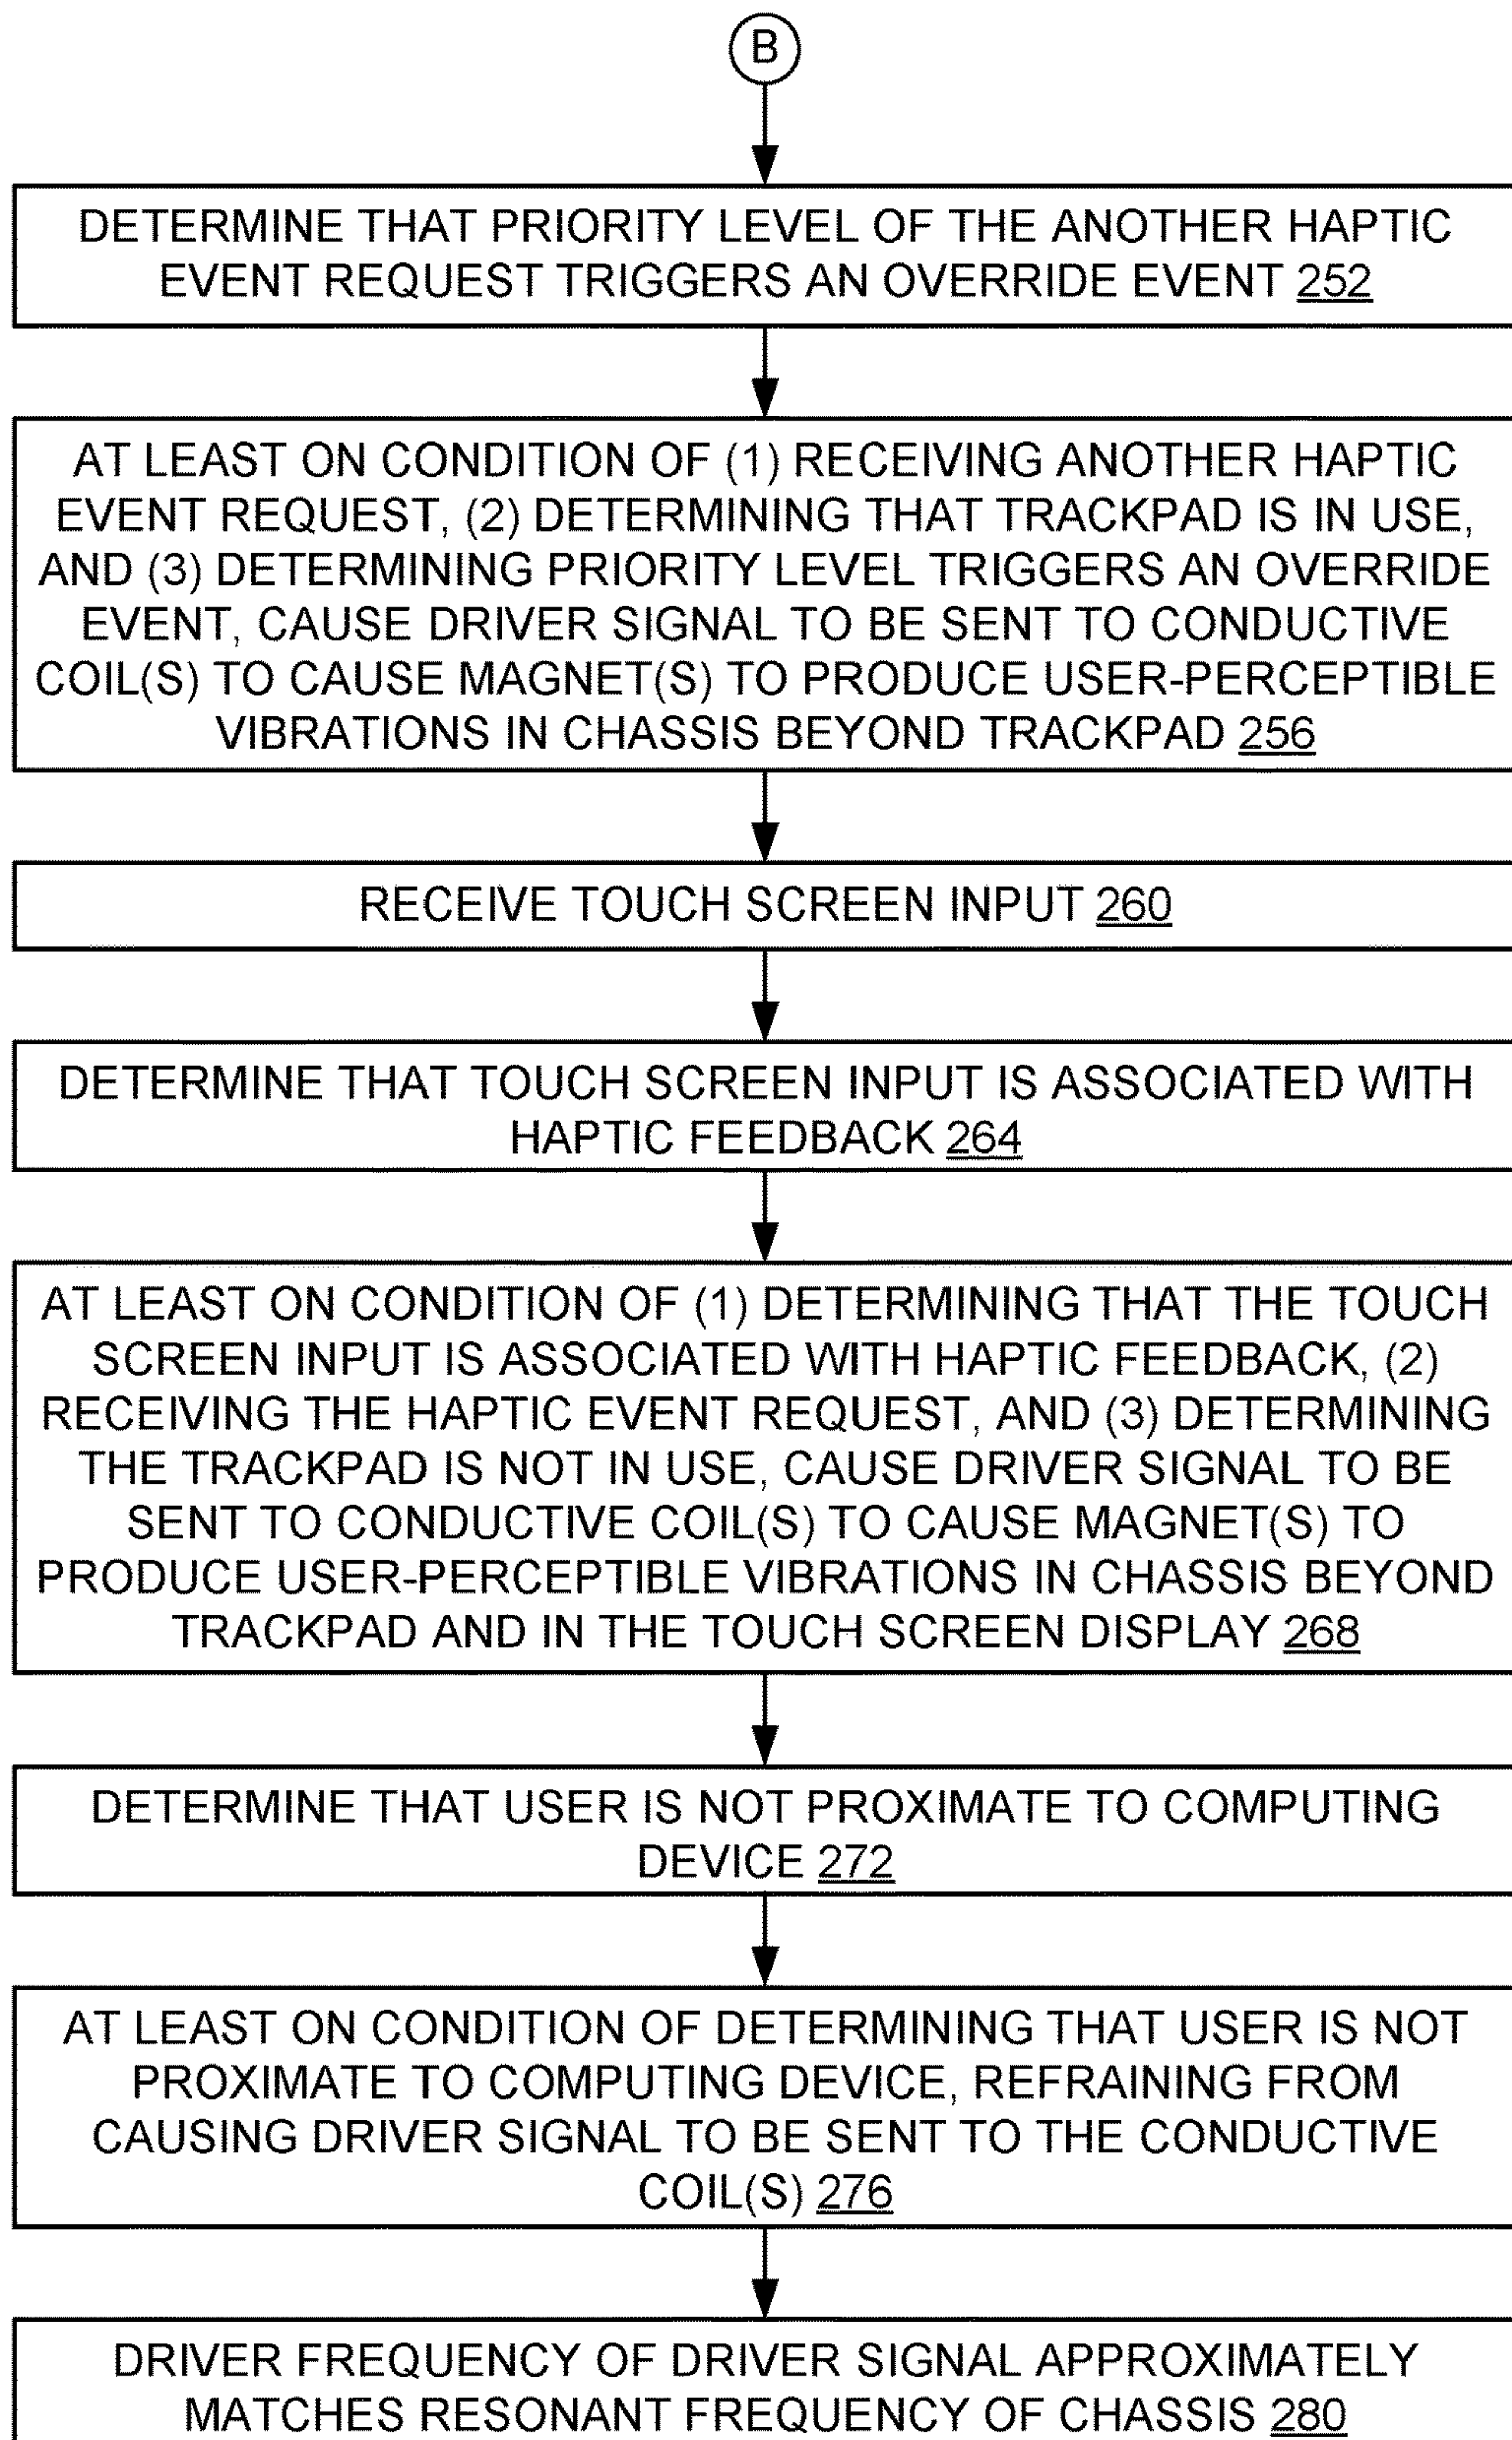 B
DETERMINE THAT PRIORITY LEVEL OF THE ANOTHER HAPTIC
EVENT REQUEST TRIGGERS AN OVERRIDE EVENT 252
AT LEAST ON CONDITION OF (1) RECEIVING ANOTHER HAPTIC
EVENT REQUEST, (2) DETERMINING THAT TRACKPAD IS IN USE,
AND (3) DETERMINING PRIORITY LEVEL TRIGGERS AN OVERRIDE
EVENT, CAUSE DRIVER SIGNAL TO BE SENT TO CONDUCTIVE
COIL(S) TO CAUSE MAGNET(S) TO PRODUCE USER-PERCEPTIBLE
VIBRATIONS IN CHASSIS BEYOND TRACKPAD 256
RECEIVE TOUCH SCREEN INPUT 260
DETERMINE THAT TOUCH SCREEN INPUT IS ASSOCIATED WITH
HAPTIC FEEDBACK 264
AT LEAST ON CONDITION OF (1) DETERMINING THAT THE TOUCH
SCREEN INPUT IS ASSOCIATED WITH HAPTIC FEEDBACK, (2)
RECEIVING THE HAPTIC EVENT REQUEST, AND (3) DETERMINING
THE TRACKPAD IS NOT IN USE, CAUSE DRIVER SIGNAL TO BE
SENT TO CONDUCTIVE COIL(S) TO CAUSE MAGNET(S) TO
PRODUCE USER-PERCEPTIBLE VIBRATIONS IN CHASSIS BEYOND
TRACKPAD AND IN THE TOUCH SCREEN DISPLAY 268
DETERMINE THAT USER IS NOT PROXIMATE TO COMPUTING
DEVICE 272
AT LEAST ON CONDITION OF DETERMINING THAT USER IS NOT
PROXIMATE TO COMPUTING DEVICE, REFRAINING FROM
CAUSING DRIVER SIGNAL TO BE SENT TO THE CONDUCTIVE
COIL(S) 276
DRIVER FREQUENCY OF DRIVER SIGNAL APPROXIMATELY
MATCHES RESONANT FREQUENCY OF CHASSIS 280